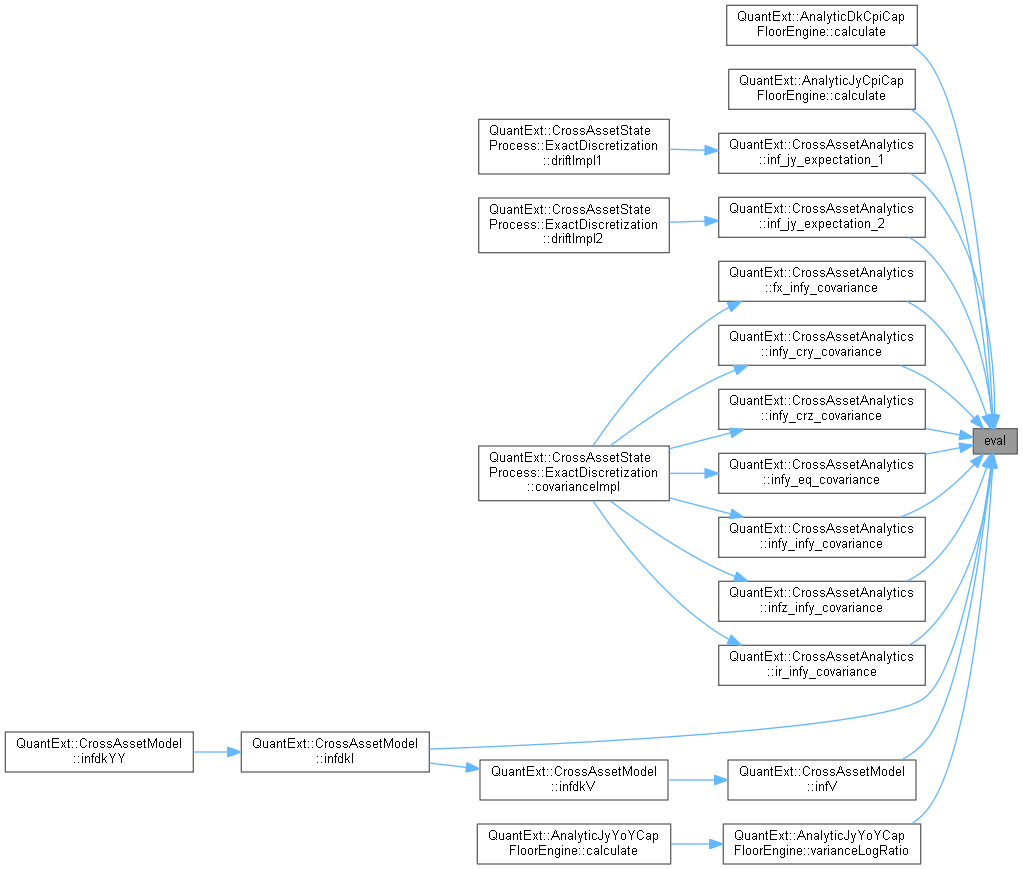 QuantExt::AnalyticDkCpiCap
FloorEngine::calculate
QuantExt::AnalyticJyCpiCap
FloorEngine::calculate
QuantExt::CrossAssetState
Process::ExactDiscretization
::driftImpl1
QuantExt::CrossAssetAnalytics
::inf_jy_expectation_1
QuantExt::CrossAssetState
Process::ExactDiscretization
::driftImpl2
QuantExt::CrossAssetAnalytics
::inf_jy_expectation_2
QuantExt::CrossAssetAnalytics
::fx_infy_covariance
QuantExt::CrossAssetAnalytics
::infy_cry_covariance
QuantExt::CrossAssetAnalytics
::infy_crz_covariance
eval
QuantExt::CrossAssetState
Process::ExactDiscretization
::covarianceImpl
QuantExt::CrossAssetAnalytics
::infy_eq_covariance
QuantExt::CrossAssetAnalytics
::infy_infy_covariance
QuantExt::CrossAssetAnalytics
::infz_infy_covariance
QuantExt::CrossAssetAnalytics
::ir_infy_covariance
QuantExt::CrossAssetModel
::infdkYY
QuantExt::CrossAssetModel
::infdkI
QuantExt::CrossAssetModel
::infdkV
QuantExt::CrossAssetModel
::infV
QuantExt::AnalyticJyYoYCap
FloorEngine::calculate
QuantExt::AnalyticJyYoYCap
FloorEngine::varianceLogRatio